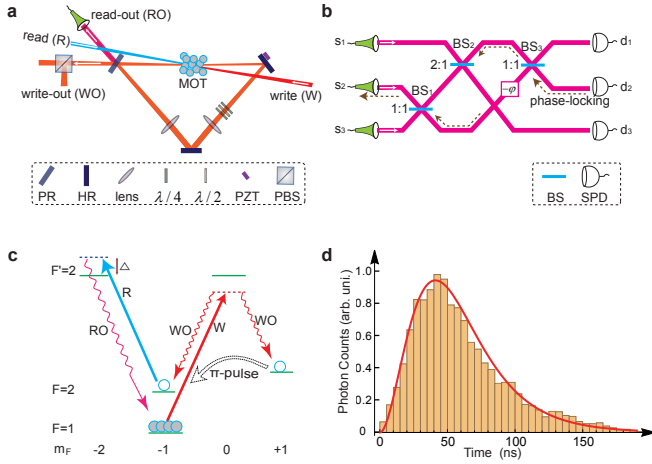 a
read-out (RO)
read (R)
write-out (WO)
MOT
write (W)
PR HR lens λ/4 λ/2 PZT PBS
b
s1 BS2 BS3 d1
2:1 1:1
s2 BS1 −φ d2
1:1 phase-locking
s3 d3
BS SPD
c
F'=2 Δ
R
RO WO W WO
π-pulse
F=2
F=1
mF -2 -1 0 +1
d
Photon Counts (arb. uni.)
1.0
0.8
0.6
0.4
0.2
0
0 50 100 150
Time (ns)